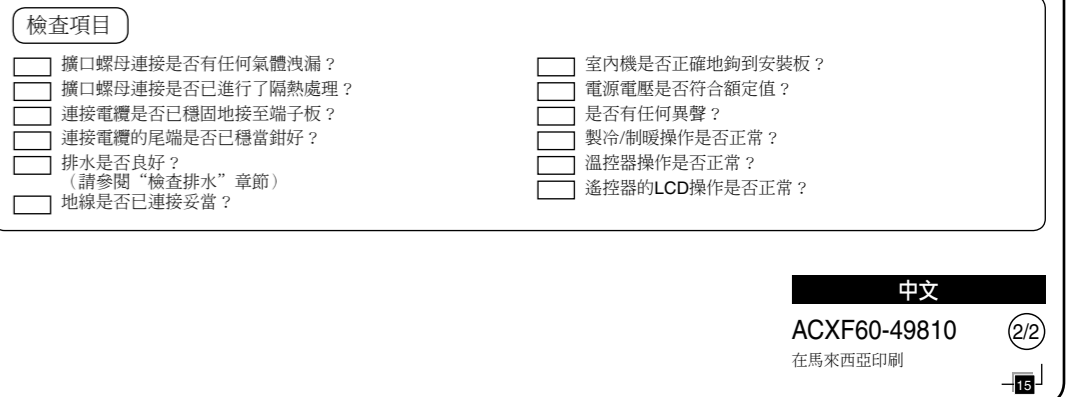 檢查項目
擴口螺母連接是否有任何氣體洩漏？
擴口螺母連接是否已進行了隔熱處理？
連接電纜是否已穩固地接至端子板？
連接電纜的尾端是否已穩當鉗好？
排水是否良好？
（請參閱“檢查排水”章節）
地線是否已連接妥當？
室內機是否正確地鉤到安裝板？
電源電壓是否符合額定值？
是否有任何異聲？
製冷/制暖操作是否正常？
溫控器操作是否正常？
遙控器的LCD操作是否正常？
中文
ACXF60-49810
2/2
在馬來西亞印刷
15